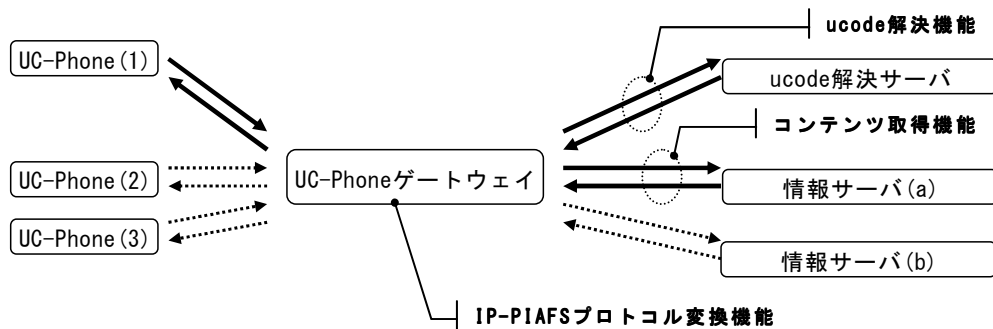 ucode解決機能
UC-Phone(1)
ucode解決サーバ
コンテンツ取得機能
UC-Phone(2)
UC-Phoneゲートウェイ
情報サーバ(a)
UC-Phone(3)
情報サーバ(b)
IP-PIAFSプロトコル変換機能